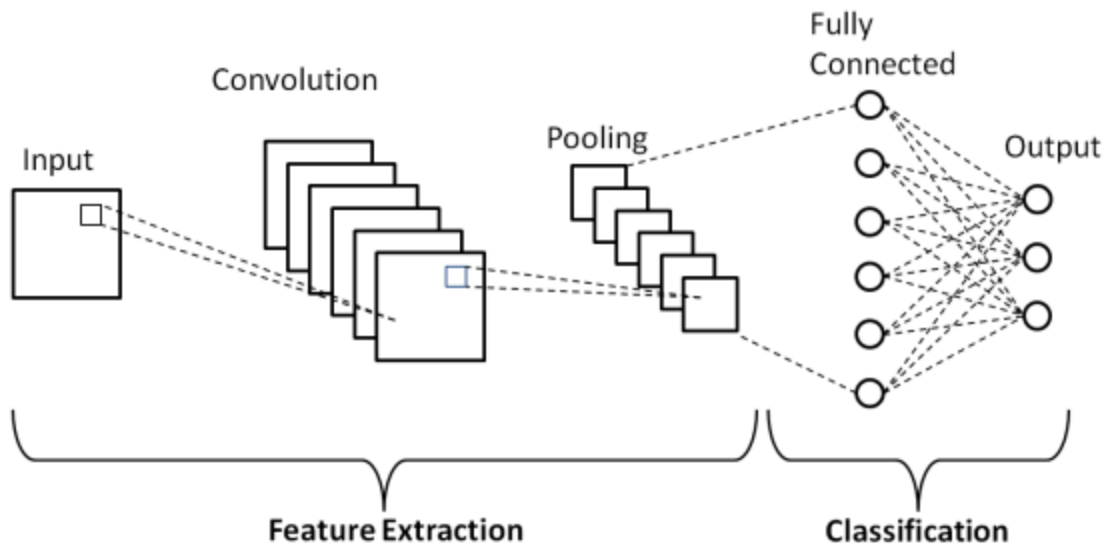 Input
Convolution
Pooling
Fully
Connected
Output
Feature Extraction
Classification